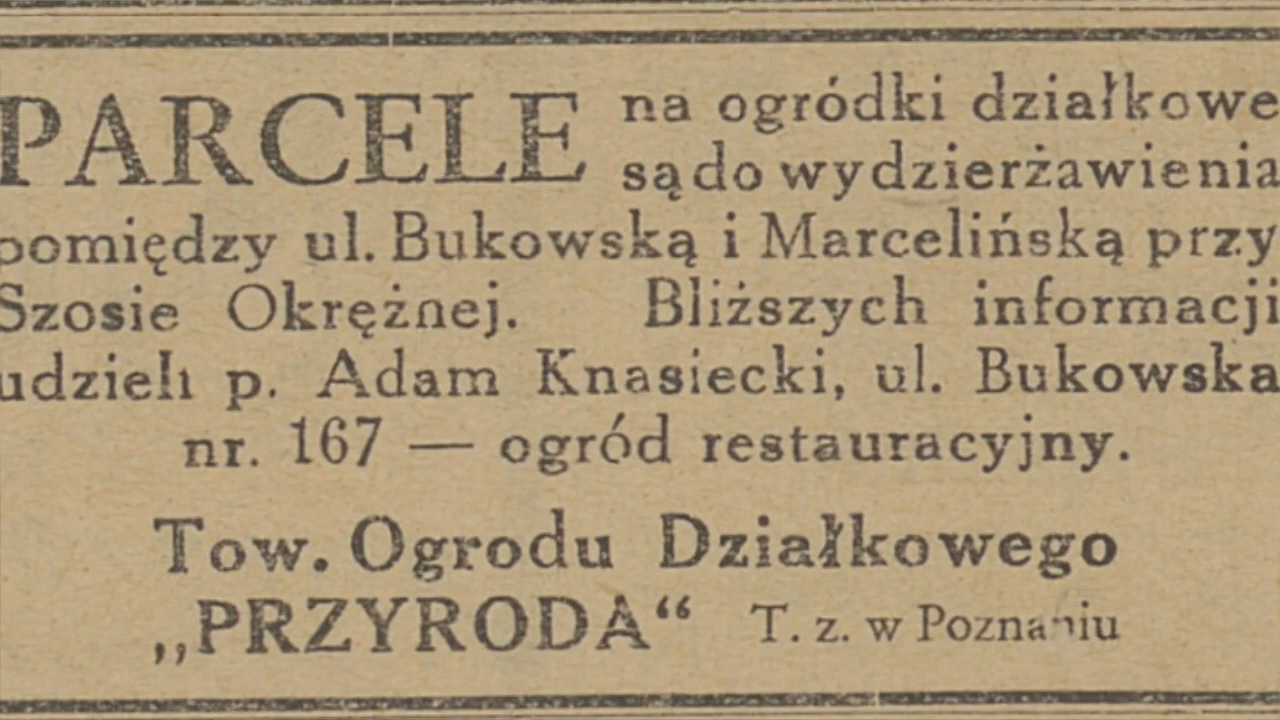 PARCELE na ogródki działkowe
są do wydzierżawienia
pomiędzy ul. Bukowską i Marcelińską przy
Szosie Okrężnej. Bliższych informacji
udzieli p. Adam Knasiecki, ul. Bukowska
nr. 167 — ogród restauracyjny.
Tow. Ogrodu Działkowego
„PRZYRODA“ T. z. w Poznaniu